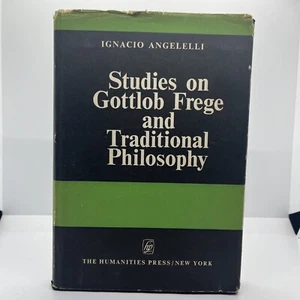 IGNACIO ANGELELLI
Studies on
Gottlob Frege
and
Traditional
Philosophy
THE HUMANITIES PRESS/NEW YORK